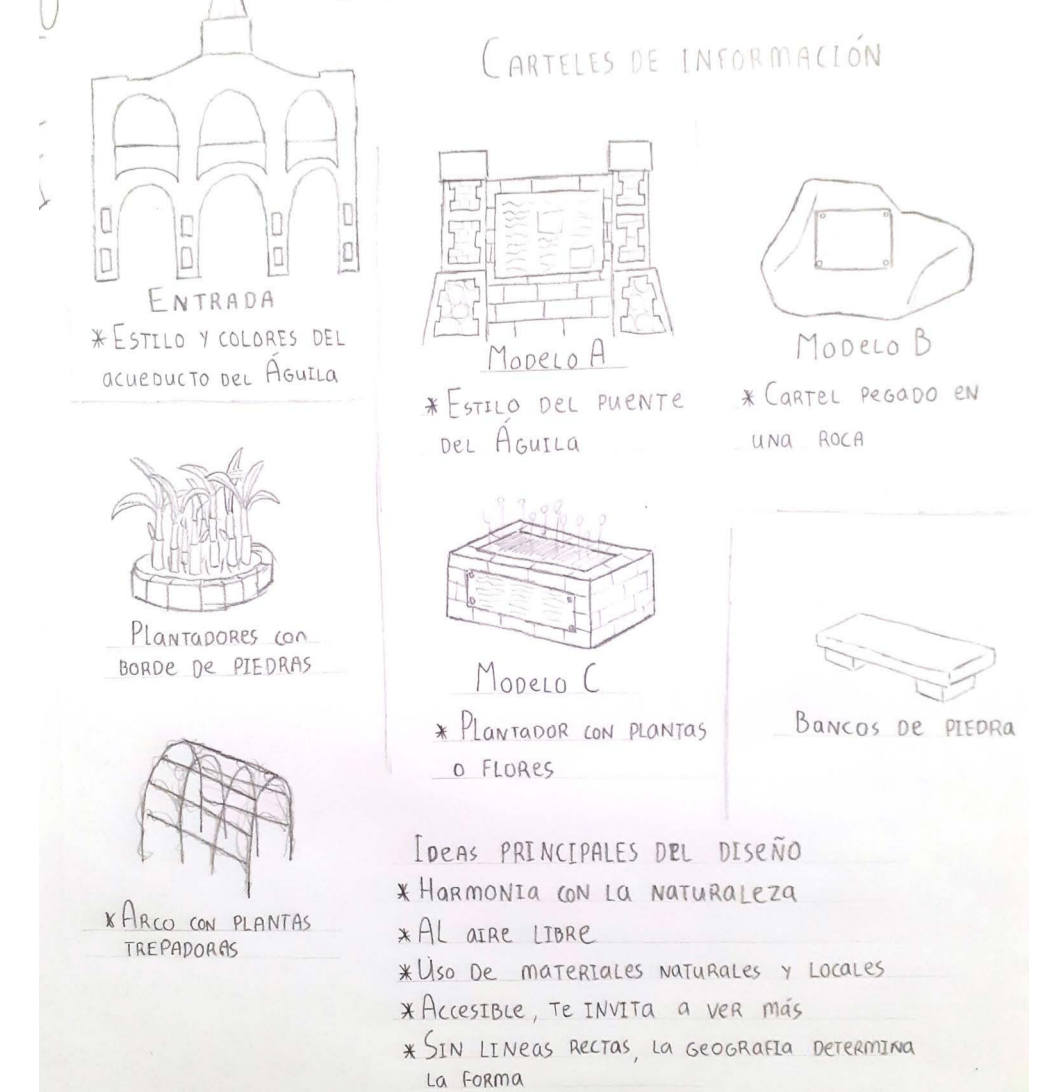 CARTELES DE INFORMACIÓN
ENTRADA
* ESTILO Y COLORES DEL
ACUEDUCTO DEL ÁGUILA
MODELO A
* ESTILO DEL PUENTE
DEL ÁGUILA
MODELO B
* CARTEL PEGADO EN
UNA ROCA
PLANTADORES CON
BORDE DE PIEDRAS
MODELO C
* PLANTADOR CON PLANTAS
O FLORES
BANCOS DE PIEDRA
* ARCO CON PLANTAS
TREPADORAS
IDEAS PRINCIPALES DEL DISEÑO
* HARMONIA CON LA NATURALEZA
* AL AIRE LIBRE
* USO DE MATERIALES NATURALES Y LOCALES
* ACCESIBLE, TE INVITA A VER MÁS
* SIN LINEAS RECTAS, LA GEOGRAFIA DETERMINA
LA FORMA